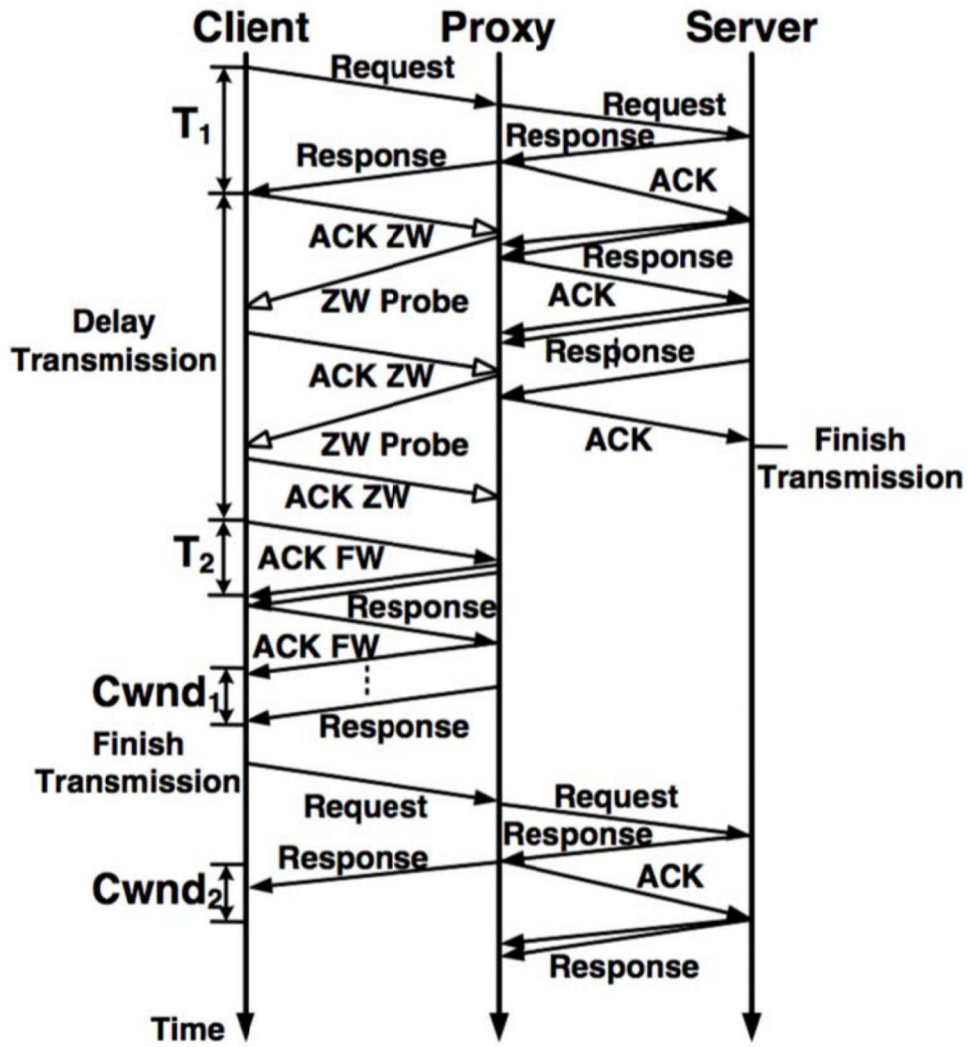 Client Proxy Server
Request
Request
T1
Response
Response
ACK
ACK ZW
Response
ZW Probe
ACK
Delay
Transmission
Response
ACK ZW
ACK
Finish
Transmission
ZW Probe
ACK ZW
T2
ACK FW
Response
ACK FW
Cwnd1
Response
Finish
Transmission
Request
Request
Response
Response
Cwnd2
ACK
Response
Time